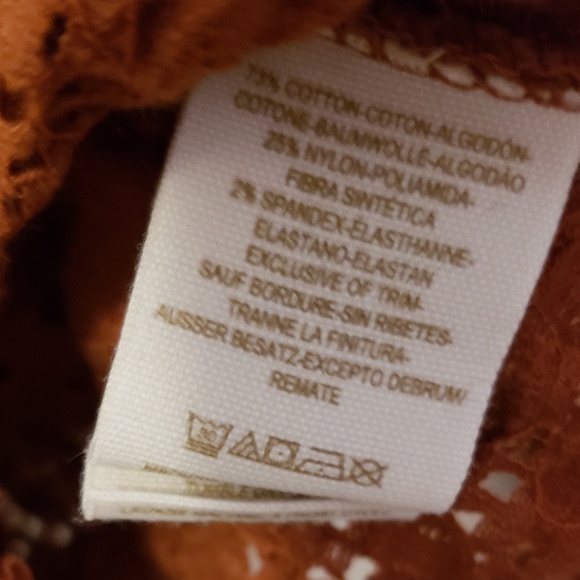 73% COTTON-COTON-ALGODÓN-
COTONE-BAUMWOLLE-ALGODÃO
25% NYLON-POLIAMIDA-
FIBRA SINTÉTICA
2% SPANDEX-ÉLASTHANNE-
ELASTANO-ELASTAN
EXCLUSIVE OF TRIM-
SAUF BORDURE-SIN RIBETES-
TRANNE LA FINITURA-
AUSSER BESATZ-EXCEPTO DEBRUM/
REMATE
30